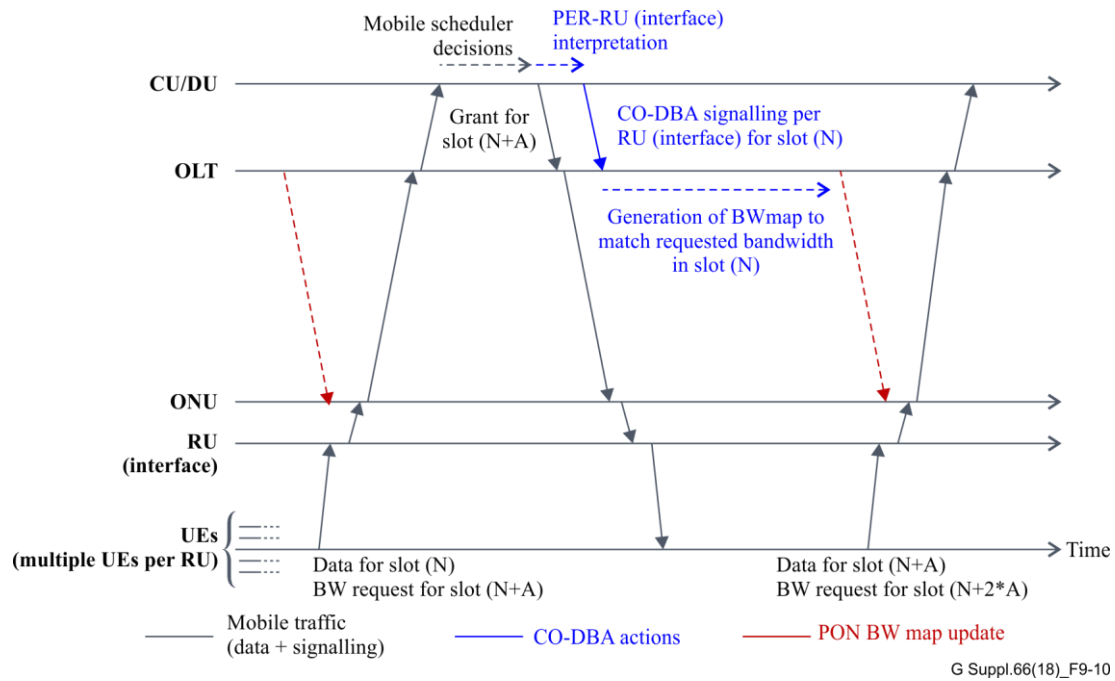 Mobile scheduler
decisions
PER-RU (interface)
interpretation
CU/DU
Grant for
slot (N+A)
CO-DBA signalling per
RU (interface) for slot (N)
OLT
Generation of BWmap to
match requested bandwidth
in slot (N)
ONU
RU
(interface)
UEs
(multiple UEs per RU)
Time
Data for slot (N)
BW request for slot (N+A)
Data for slot (N+A)
BW request for slot (N+2*A)
Mobile traffic
(data + signalling)
CO-DBA actions
PON BW map update
G Suppl.66(18)_F9-10